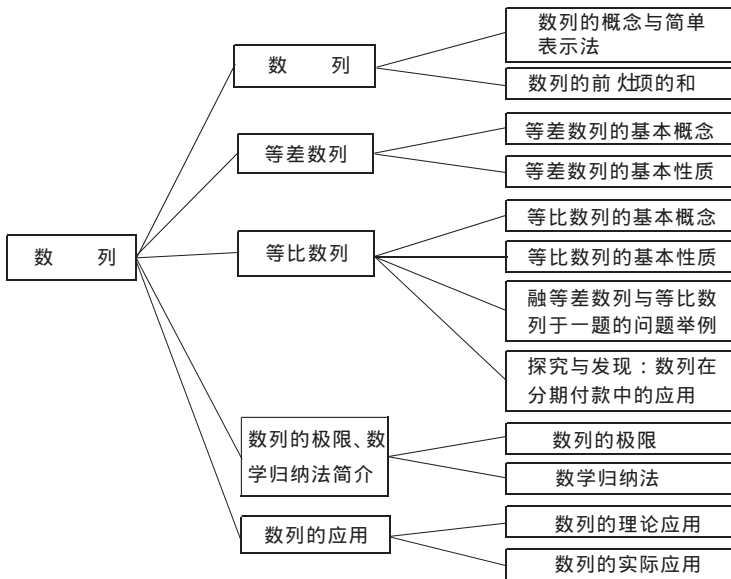 数列的概念与简单
表示法
数 列
数列的前灶项的和
等差数列的基本概念
等差数列
等差数列的基本性质
等比数列的基本概念
数 列
等比数列
等比数列的基本性质
融等差数列与等比数
列于一题的问题举例
探究与发现：数列在
分期付款中的应用
数列的极限、数
学归纳法简介
数列的极限
数学归纳法
数列的应用
数列的理论应用
数列的实际应用